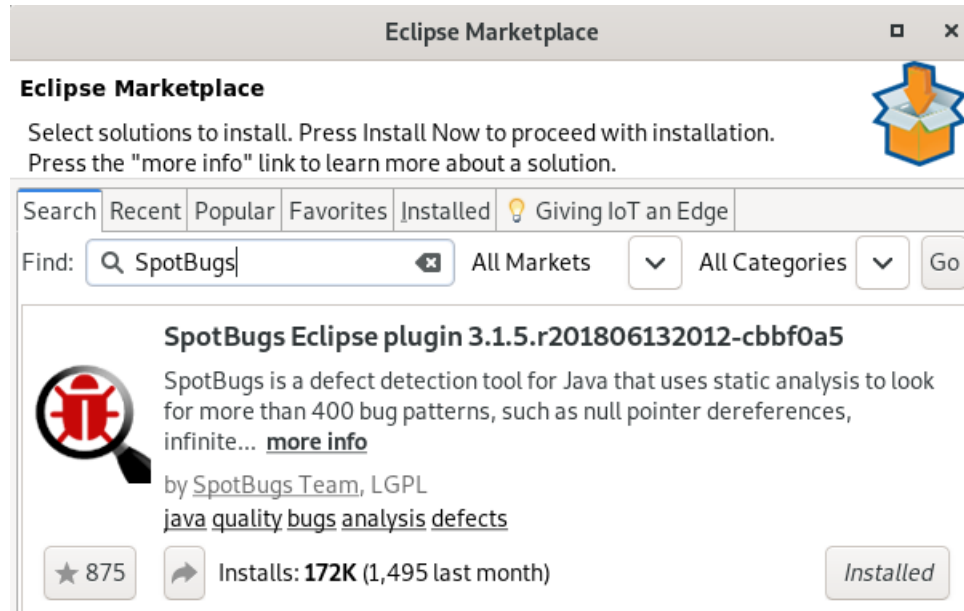 Eclipse Marketplace
Eclipse Marketplace
Select solutions to install. Press Install Now to proceed with installation.
Press the "more info" link to learn more about a solution.
Search Recent Popular Favorites Installed Giving IoT an Edge
Find: SpotBugs All Markets All Categories Go
SpotBugs Eclipse plugin 3.1.5.r201806132012-cbbf0a5
SpotBugs is a defect detection tool for Java that uses static analysis to look
for more than 400 bug patterns, such as null pointer dereferences,
infinite... more info
by SpotBugs Team, LGPL
java quality bugs analysis defects
875 Installs: 172K (1,495 last month) Installed